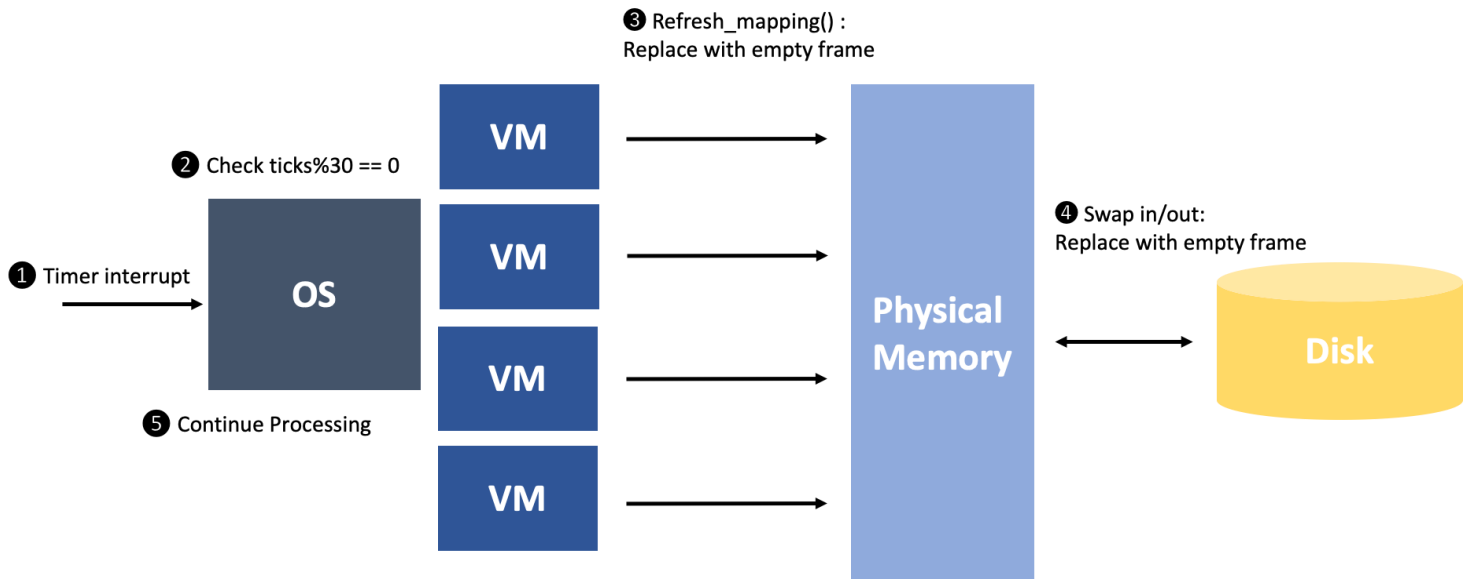 ❸ Refresh_mapping() :
Replace with empty frame
VM
❷ Check ticks%30 == 0
VM
❹ Swap in/out:
Replace with empty frame
❶ Timer interrupt
OS
Physical
Memory
Disk
VM
❺ Continue Processing
VM